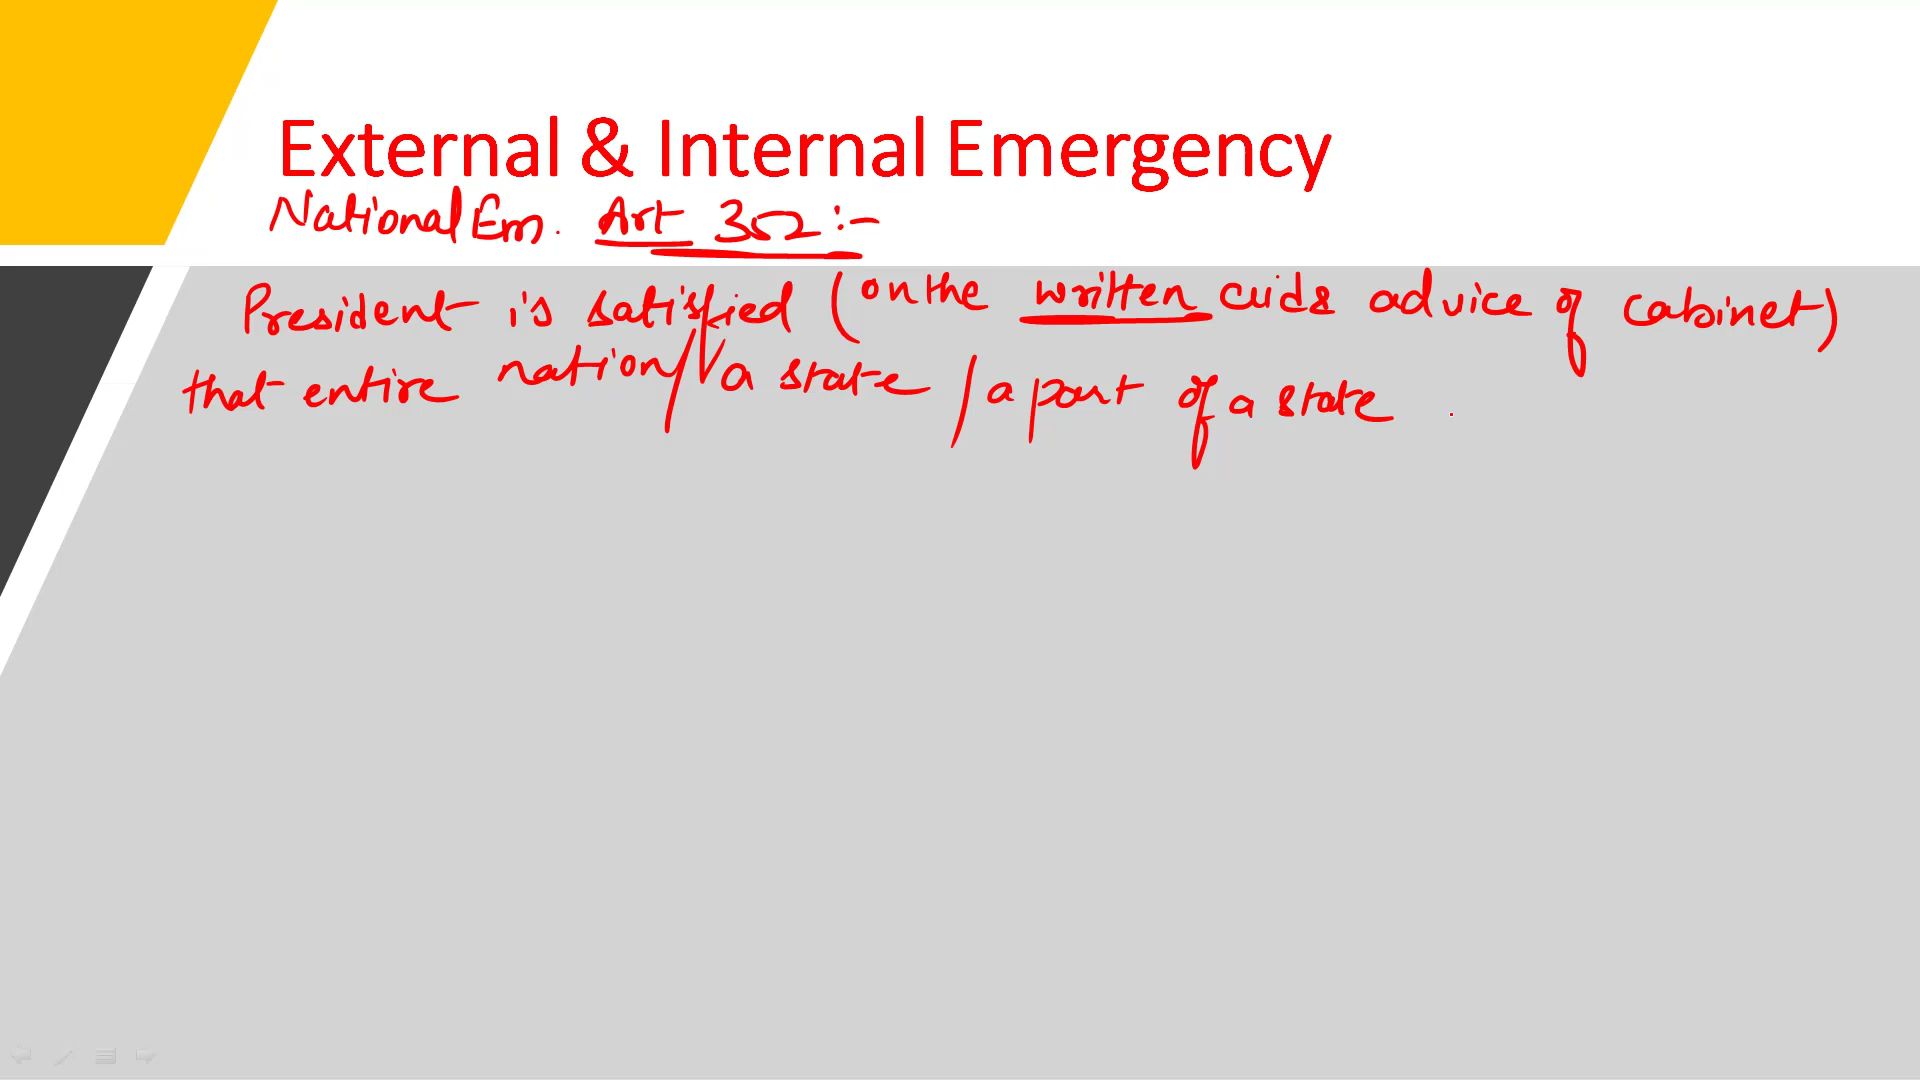 External & Internal Emergency
National Em. Art 352:-
President is satisfied (on the written advice of cabinet)
that entire nation / a state / a part of a state